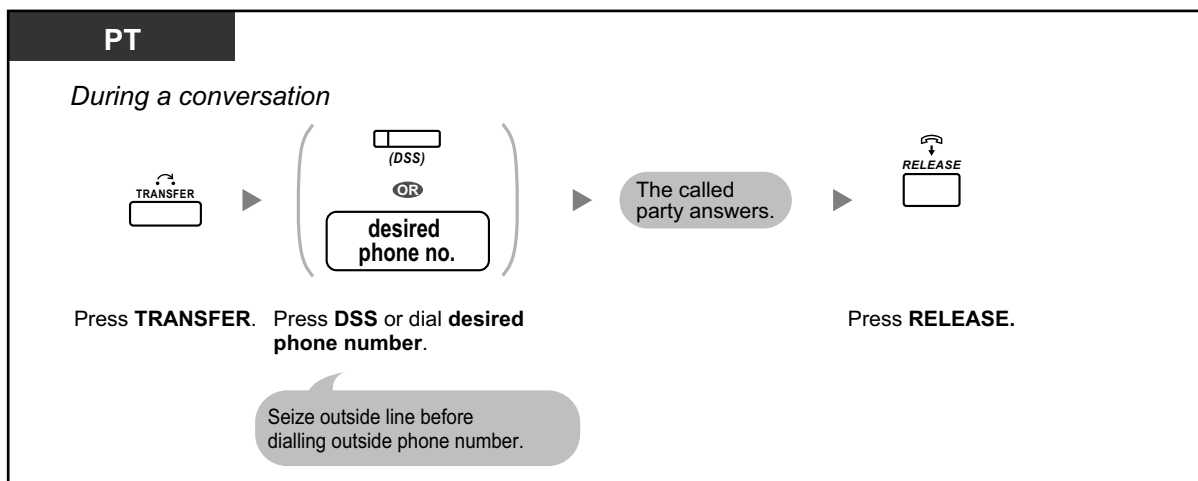 PT
During a conversation
TRANSFER
(DSS)
OR
desired
phone no.
The called
party answers.
RELEASE
Press TRANSFER.
Press DSS or dial desired
phone number.
Press RELEASE.
Seize outside line before
dialling outside phone number.